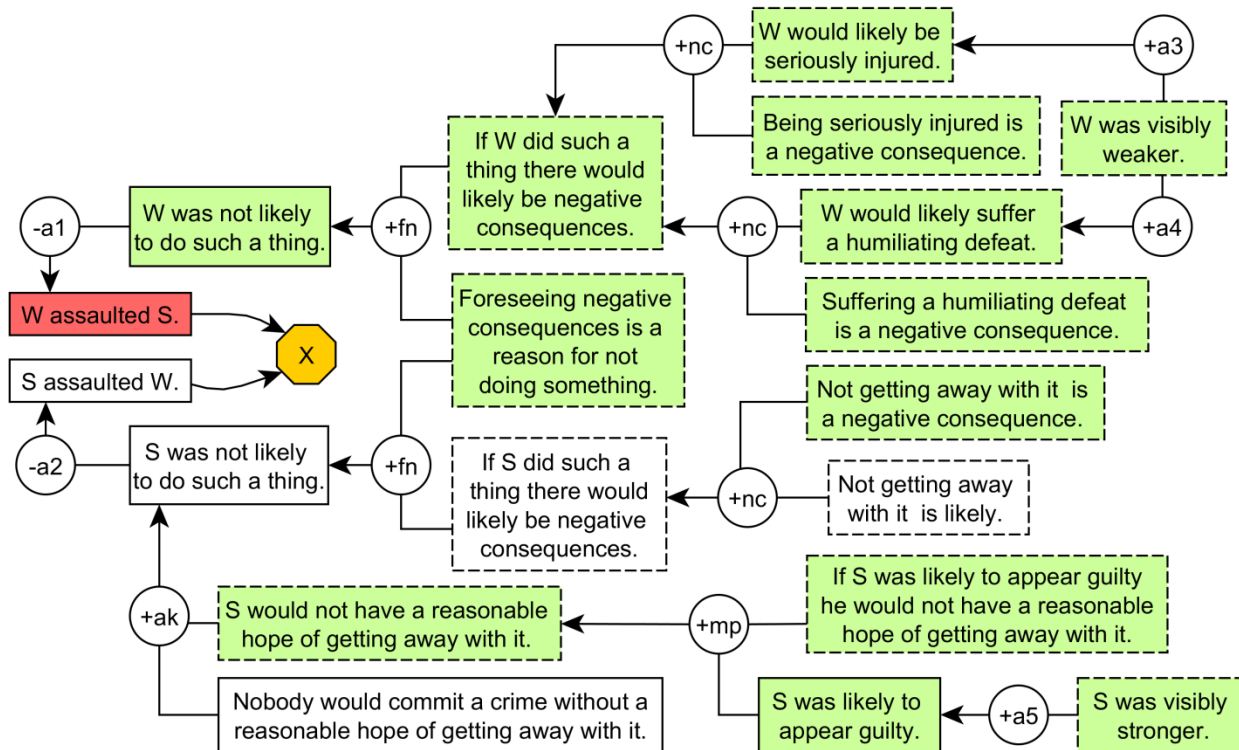 +nc
W would likely be
seriously injured.
+a3
Being seriously injured is
a negative consequence.
W was visibly
weaker.
If W did such a
thing there would
likely be negative
consequences.
-a1
W was not likely
to do such a thing.
+fn
+nc
W would likely suffer
a humiliating defeat.
+a4
W assaulted S.
X
S assaulted W.
Foreseeing negative
consequences is a
reason for not
doing something.
Suffering a humiliating defeat
is a negative consequence.
Not getting away with it is
a negative consequence.
-a2
S was not likely
to do such a thing.
+fn
If S did such a
thing there would
likely be negative
consequences.
+nc
Not getting away
with it is likely.
+ak
S would not have a reasonable
hope of getting away with it.
+mp
If S was likely to appear guilty
he would not have a reasonable
hope of getting away with it.
Nobody would commit a crime without a
reasonable hope of getting away with it.
S was likely to
appear guilty.
+a5
S was visibly
stronger.